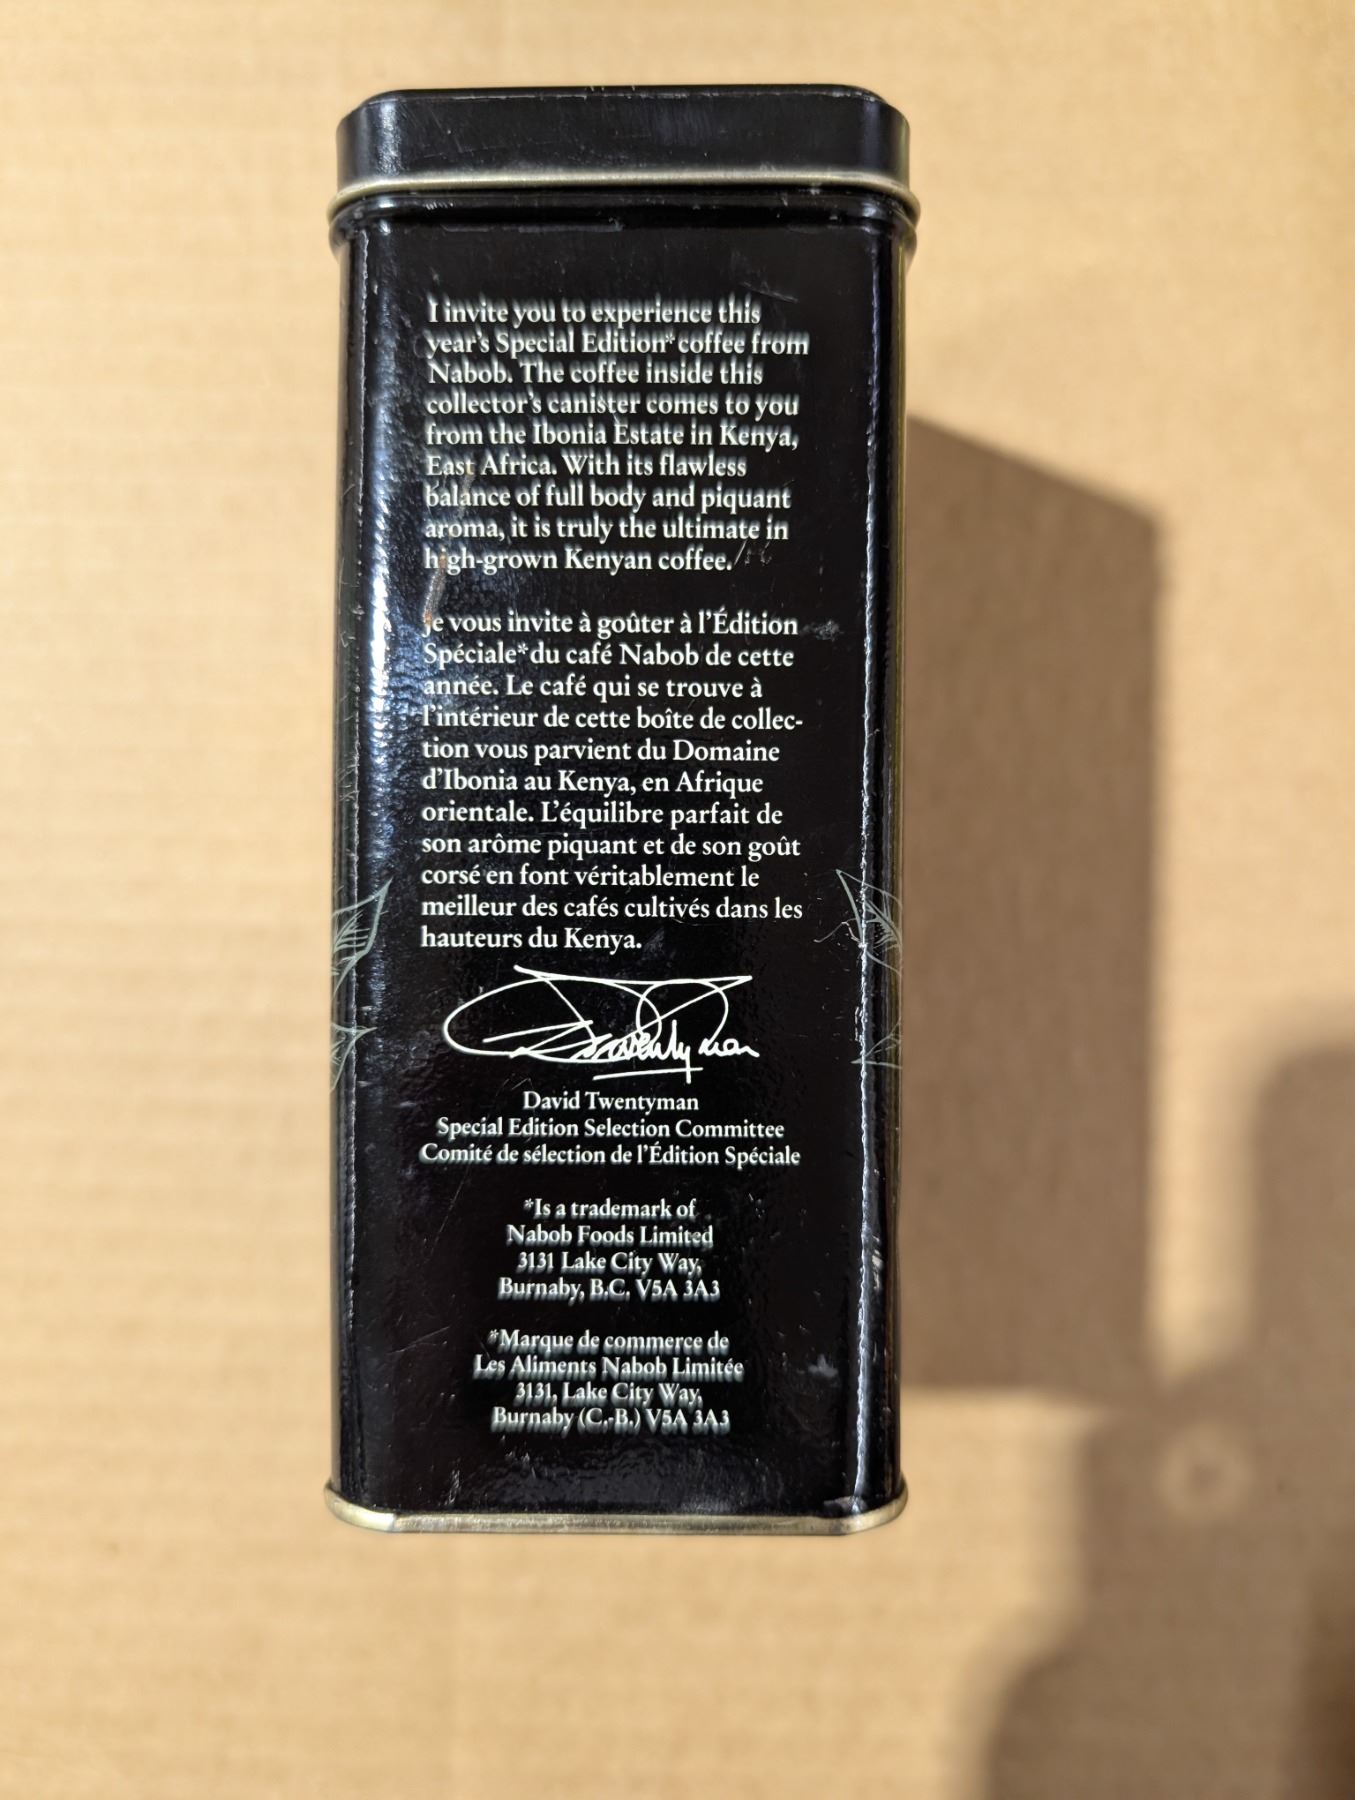 I invite you to experience this
year's Special Edition* coffee from
Nabob. The coffee inside this
collector's canister comes to you
from the Ibonia Estate in Kenya,
East Africa. With its flawless
balance of full body and piquant
aroma, it is truly the ultimate in
high-grown Kenyan coffee.
Je vous invite à goûter à l'Édition
Spéciale* du café Nabob de cette
année. Le café qui se trouve à
l'intérieur de cette boîte de collec-
tion vous parvient du Domaine
d'Ibonia au Kenya, en Afrique
orientale. L'équilibre parfait de
son arôme piquant et de son goût
corsé en font véritablement le
meilleur des cafés cultivés dans les
hauteurs du Kenya.
David Twentyman
Special Edition Selection Committee
Comité de sélection de l'Édition Spéciale
*Is a trademark of
Nabob Foods Limited
3131 Lake City Way,
Burnaby, B.C. V5A 3A3
*Marque de commerce de
Les Aliments Nabob Limitée
3131, Lake City Way,
Burnaby (C.-B.) V5A 3A3